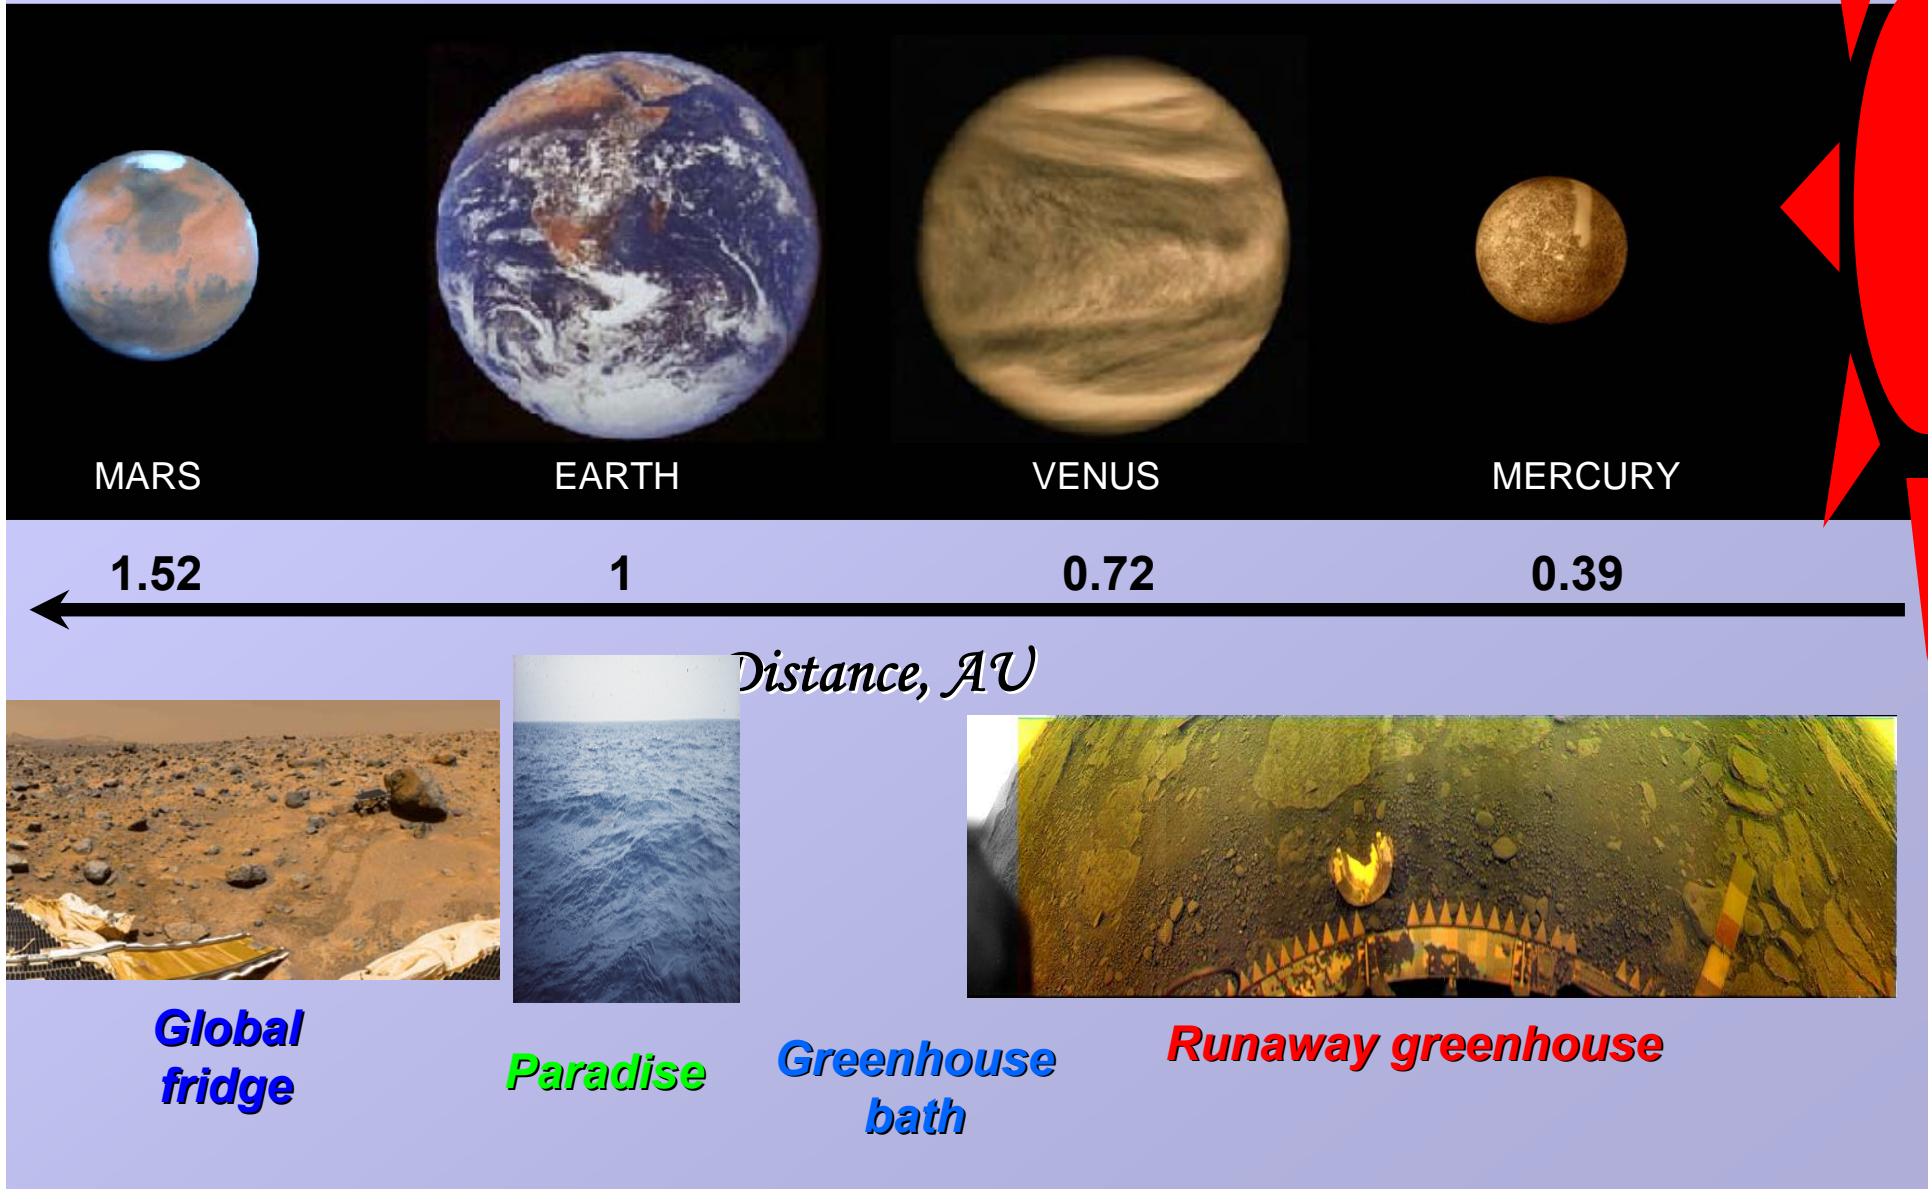 MARS EARTH VENUS MERCURY
1.52 1 0.72 0.39
Distance, AU
Global
fridge
Paradise
Greenhouse
bath
Runaway greenhouse